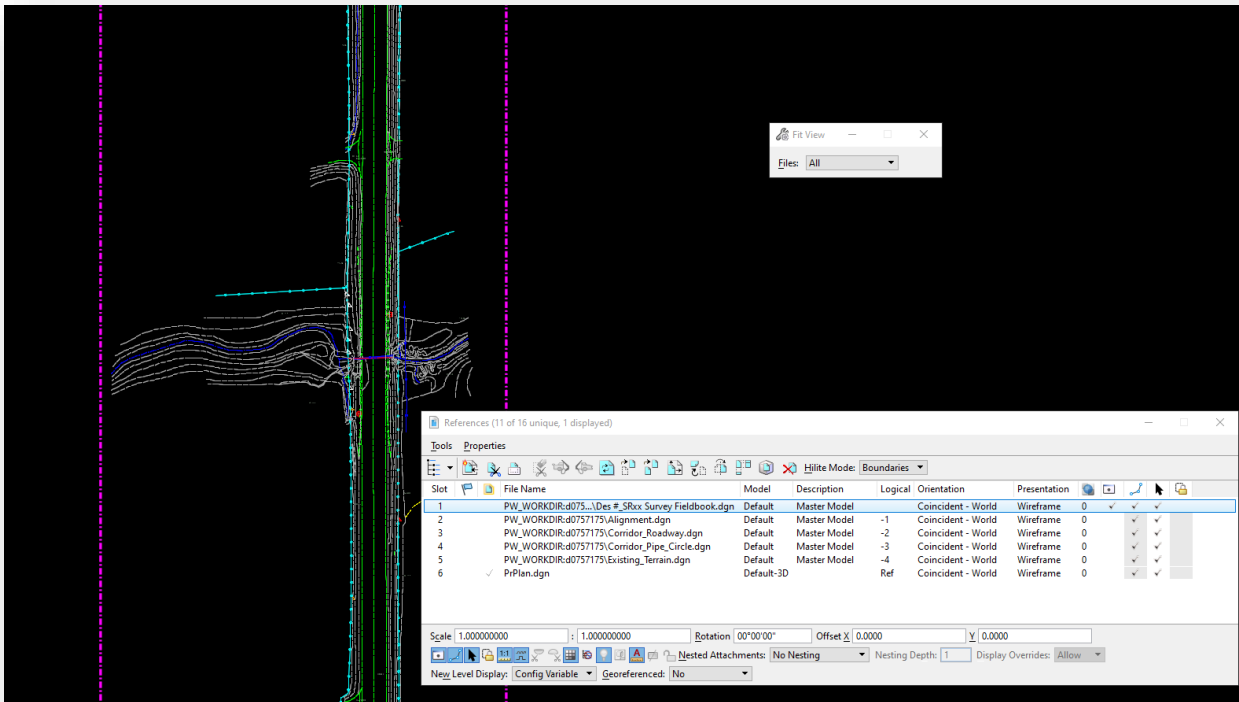 Fit View
Files: All
References (11 of 16 unique, 1 displayed)
Tools Properties
Hilite Mode: Boundaries
Slot File Name Model Description Logical Orientation Presentation
1 PW_WORKDIR:d075...\Des #_SRxx Survey Fieldbook.dgn Default Master Model Coincident - World Wireframe 0
2 PW_WORKDIR:d0757175\Alignment.dgn Default Master Model -1 Coincident - World Wireframe 0
3 PW_WORKDIR:d0757175\Corridor_Roadway.dgn Default Master Model -2 Coincident - World Wireframe 0
4 PW_WORKDIR:d0757175\Corridor_Pipe_Circle.dgn Default Master Model -3 Coincident - World Wireframe 0
5 PW_WORKDIR:d0757175\Existing_Terrain.dgn Default Master Model -4 Coincident - World Wireframe 0
6 PrPlan.dgn Default-3D Ref Coincident - World Wireframe 0
Scale 1.000000000 : 1.000000000 Rotation 00°00'00" Offset X 0.0000 Y 0.0000
1:1 A Nested Attachments: No Nesting Nesting Depth: 1 Display Overrides: Allow
New Level Display: Config Variable Georeferenced: No